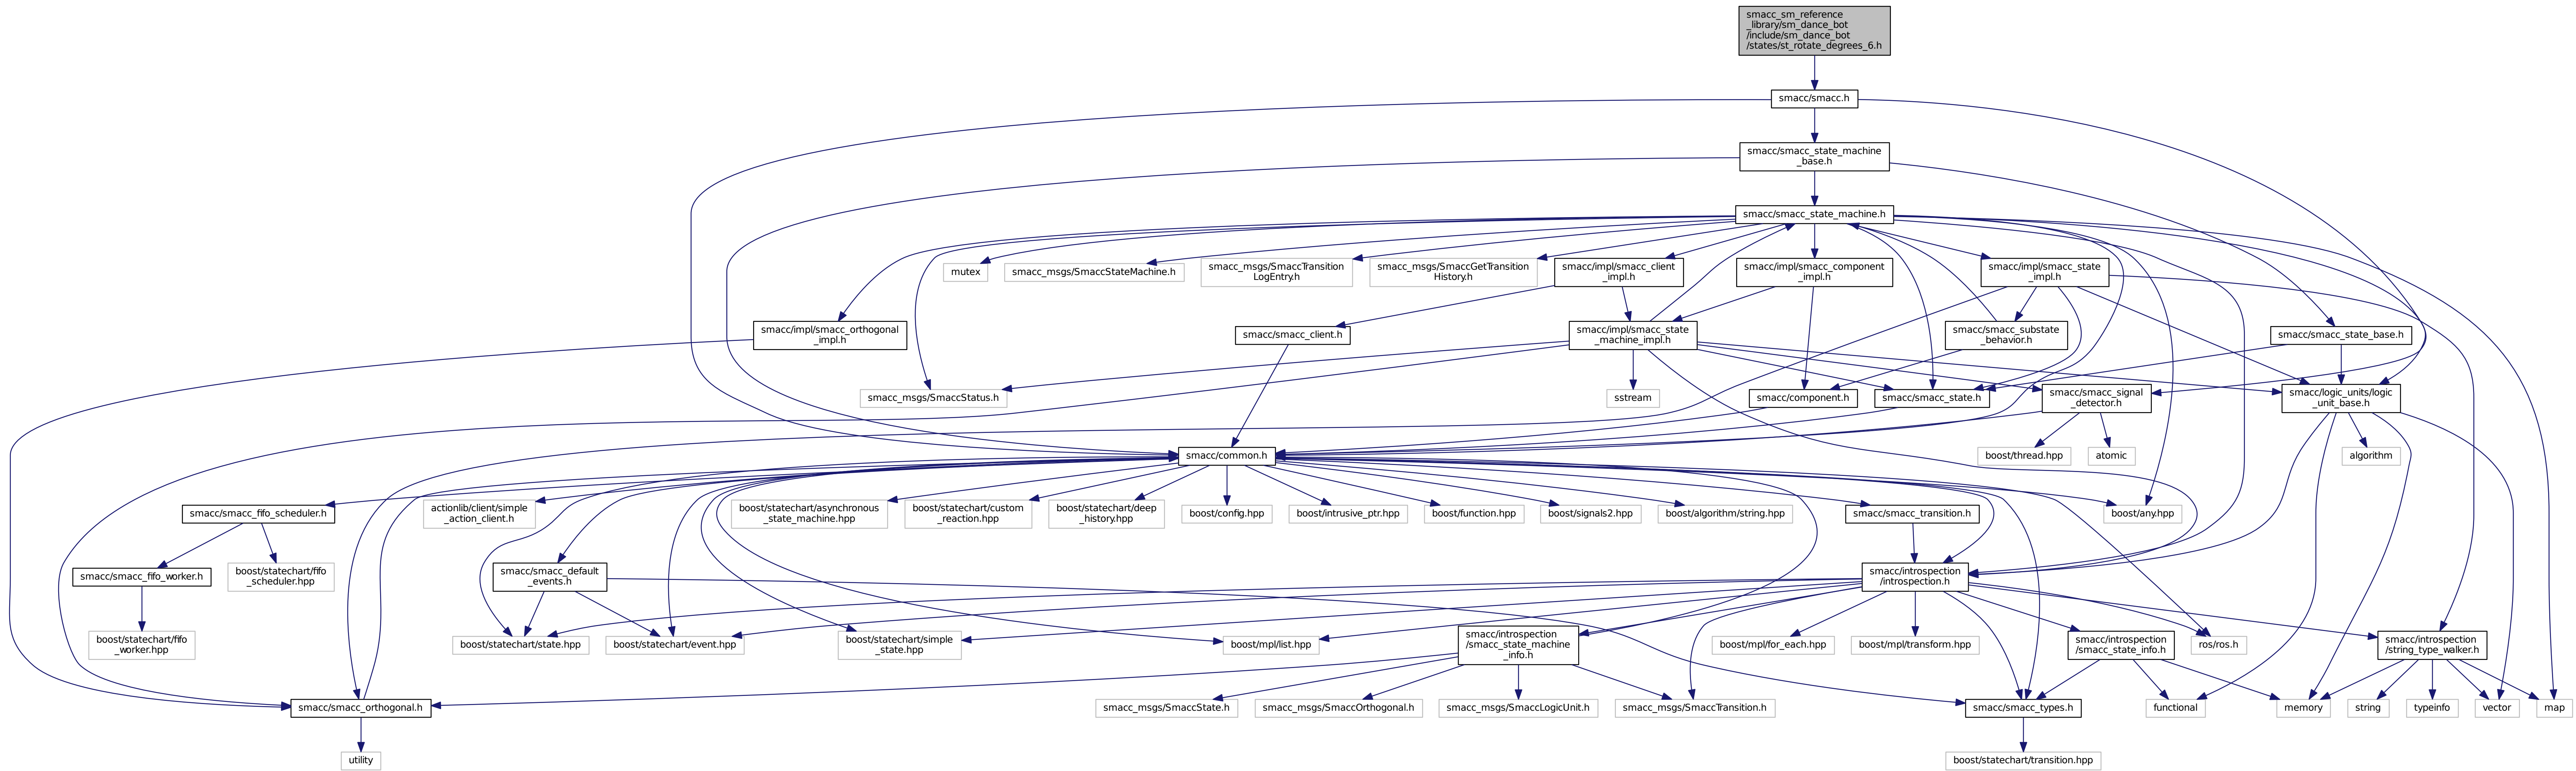 smacc_sm_reference
_library/sm_dance_bot
/include/sm_dance_bot
/states/st_rotate_degrees_6.h
smacc/smacc.h
smacc/smacc_state_machine
_base.h
smacc/smacc_state_machine.h
mutex
smacc_msgs/SmaccStateMachine.h
smacc_msgs/SmaccTransition
LogEntry.h
smacc_msgs/SmaccGetTransition
History.h
smacc/impl/smacc_client
_impl.h
smacc/impl/smacc_component
_impl.h
smacc/impl/smacc_state
_impl.h
smacc/impl/smacc_orthogonal
_impl.h
smacc/smacc_client.h
smacc/impl/smacc_state
_machine_impl.h
smacc/smacc_substate
_behavior.h
smacc/smacc_state_base.h
smacc_msgs/SmaccStatus.h
sstream
smacc/component.h
smacc/smacc_state.h
smacc/smacc_signal
_detector.h
smacc/logic_units/logic
_unit_base.h
smacc/common.h
boost/thread.hpp
atomic
algorithm
smacc/smacc_fifo_scheduler.h
actionlib/client/simple
_action_client.h
boost/statechart/asynchronous
_state_machine.hpp
boost/statechart/custom
_reaction.hpp
boost/statechart/deep
_history.hpp
boost/config.hpp
boost/intrusive_ptr.hpp
boost/function.hpp
boost/signals2.hpp
boost/algorithm/string.hpp
smacc/smacc_transition.h
boost/any.hpp
smacc/smacc_fifo_worker.h
boost/statechart/fifo
_scheduler.hpp
smacc/smacc_default
_events.h
smacc/introspection
/introspection.h
boost/statechart/fifo
_worker.hpp
boost/statechart/state.hpp
boost/statechart/event.hpp
boost/statechart/simple
_state.hpp
boost/mpl/list.hpp
smacc/introspection
/smacc_state_machine
_info.h
boost/mpl/for_each.hpp
boost/mpl/transform.hpp
smacc/introspection
/smacc_state_info.h
ros/ros.h
smacc/introspection
/string_type_walker.h
smacc/smacc_orthogonal.h
smacc_msgs/SmaccState.h
smacc_msgs/SmaccOrthogonal.h
smacc_msgs/SmaccLogicUnit.h
smacc_msgs/SmaccTransition.h
smacc/smacc_types.h
functional
memory
string
typeinfo
vector
map
utility
boost/statechart/transition.hpp